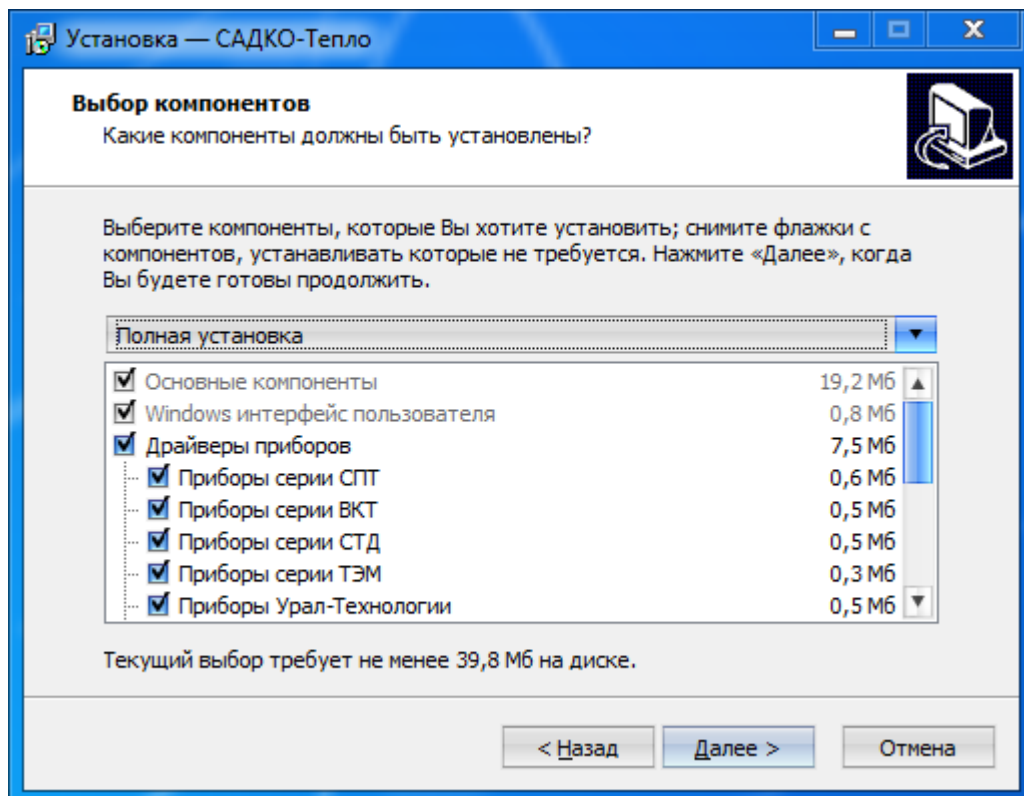 Установка — САДКО-Тепло
Выбор компонентов
Какие компоненты должны быть установлены?
Выберите компоненты, которые Вы хотите установить; снимите флажки с
компонентов, устанавливать которые не требуется. Нажмите «Далее», когда
Вы будете готовы продолжить.
Полная установка
Основные компоненты 19,2 Мб
Windows интерфейс пользователя 0,8 Мб
Драйверы приборов 7,5 Мб
Приборы серии СПТ 0,6 Мб
Приборы серии ВКТ 0,5 Мб
Приборы серии СТД 0,5 Мб
Приборы серии ТЭМ 0,3 Мб
Приборы Урал-Технологии 0,5 Мб
Текущий выбор требует не менее 39,8 Мб на диске.
< Назад Далее > Отмена